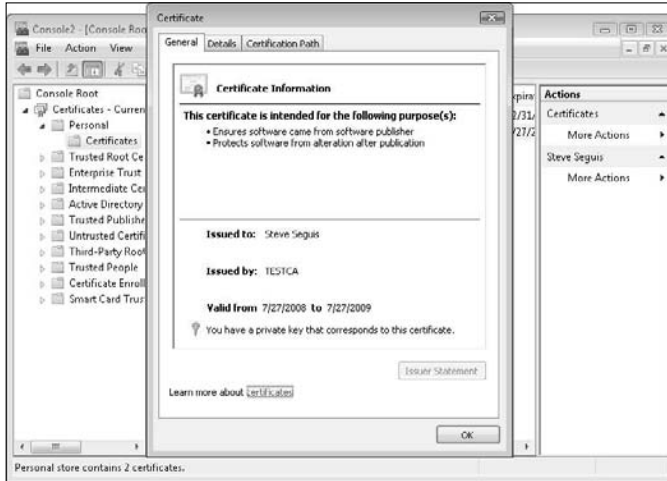 Console2 - [Console Roo
File Action View
Console Root
Certificates - Curren
Personal
Certificates
Trusted Root Ce
Enterprise Trust
Intermediate Cer
Active Directory
Trusted Publishe
Untrusted Certifi
Third-Party Root
Trusted People
Certificate Enroll
Smart Card Trus
Certificate
General Details Certification Path
Certificate Information
This certificate is intended for the following purpose(s):
• Ensures software came from software publisher
• Protects software from alteration after publication
Issued to: Steve Seguis
Issued by: TESTCA
Valid from 7/27/2008 to 7/27/2009
You have a private key that corresponds to this certificate.
Issuer Statement
Learn more about certificates
OK
xpira
2/31/
/27/2
Actions
Certificates
More Actions
Steve Seguis
More Actions
Personal store contains 2 certificates.